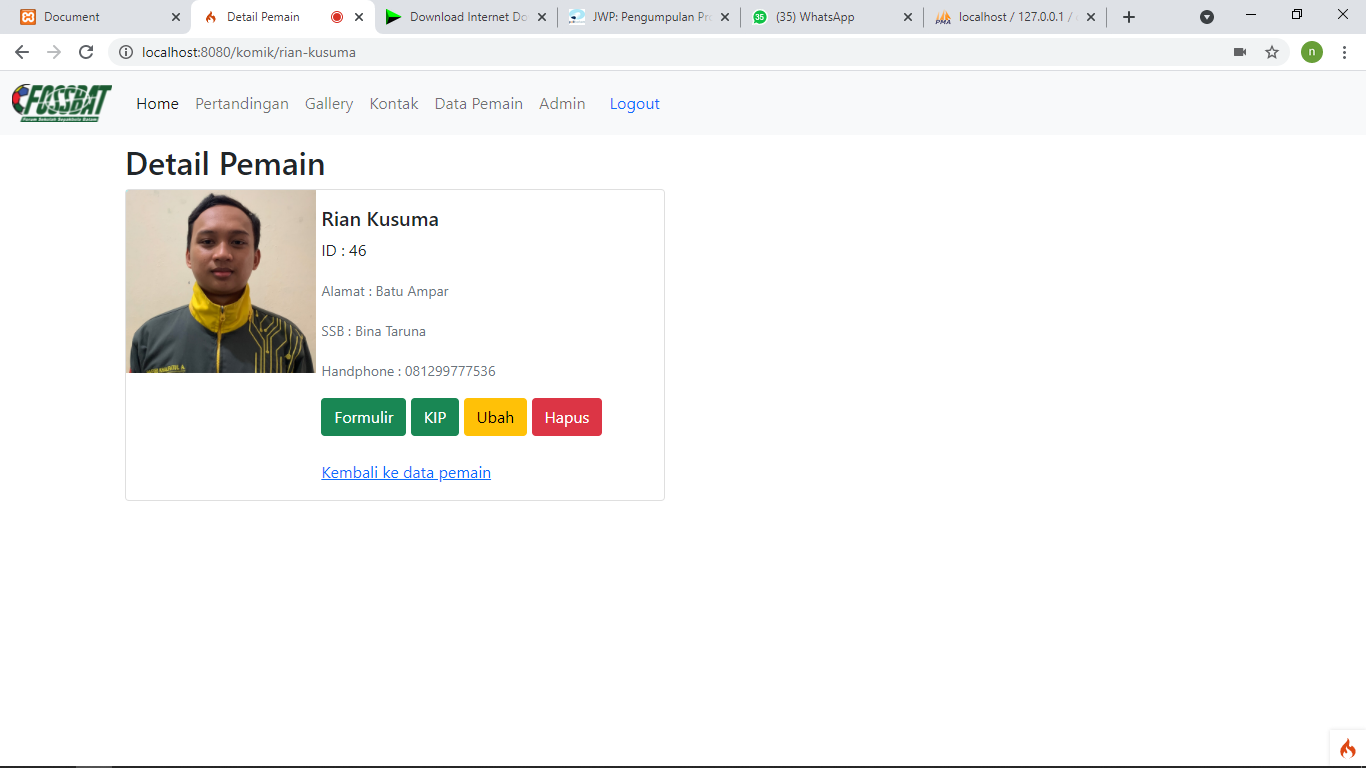 Document
Detail Pemain
Download Internet Do
JWP: Pengumpulan Pr
35
(35) WhatsApp
PMA
localhost / 127.0.0.1 /
localhost:8080/komik/rian-kusuma
n
FOSSBAT
Forum Sekolah Sepakbola Batam
Home
Pertandingan
Gallery
Kontak
Data Pemain
Admin
Logout
Detail Pemain
Rian Kusuma
ID : 46
Alamat : Batu Ampar
SSB : Bina Taruna
Handphone : 081299777536
Formulir
KIP
Ubah
Hapus
Kembali ke data pemain